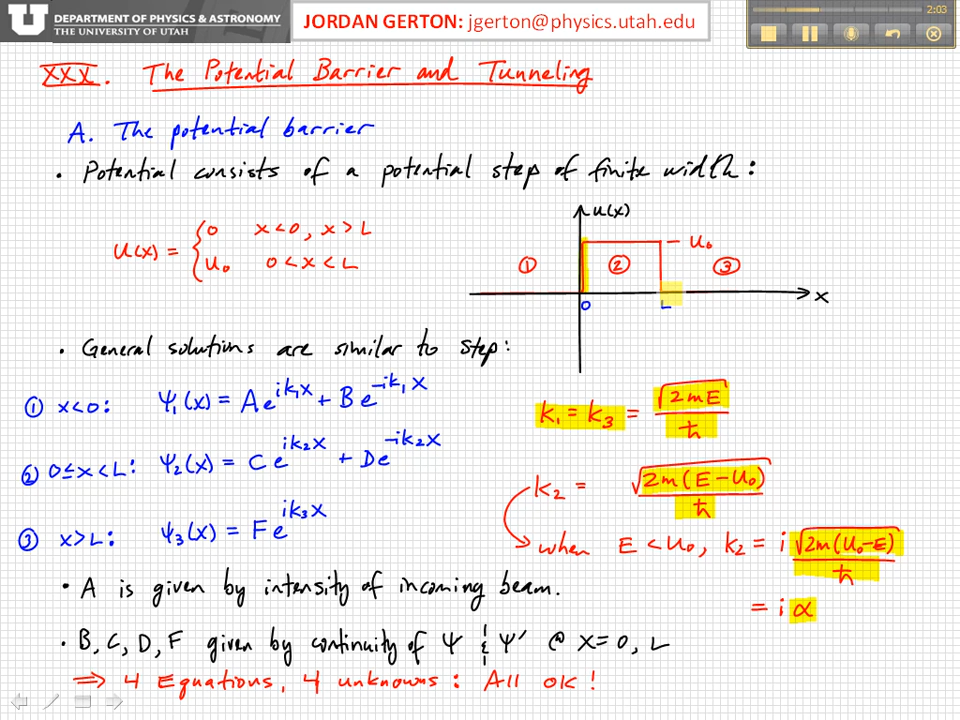 DEPARTMENT OF PHYSICS & ASTRONOMY
THE UNIVERSITY OF UTAH
JORDAN GERTON: jgerton@physics.utah.edu
2:03
XXX. The Potential Barrier and Tunneling
A. The potential barrier
• Potential consists of a potential step of finite width:
U(x) = { 0 x<0, x>L
U₀ 0<x<L
U(x)
U₀
① ② ③
0 L x
• General solutions are similar to step:
① x<0: Ψ₁(x) = Ae^{ik₁x} + Be^{-ik₁x}
k₁ = k₃ = √(2mE)/ħ
② 0≤x<L: Ψ₂(x) = Ce^{ik₂x} + De^{-ik₂x}
k₂ = √(2m(E-U₀))/ħ
③ x>L: Ψ₃(x) = Fe^{ik₃x}
when E<U₀, k₂ = i √(2m(U₀-E))/ħ
= iα
• A is given by intensity of incoming beam.
• B, C, D, F given by continuity of Ψ & Ψ' @ x=0, L
⇒ 4 Equations, 4 unknowns: All ok!